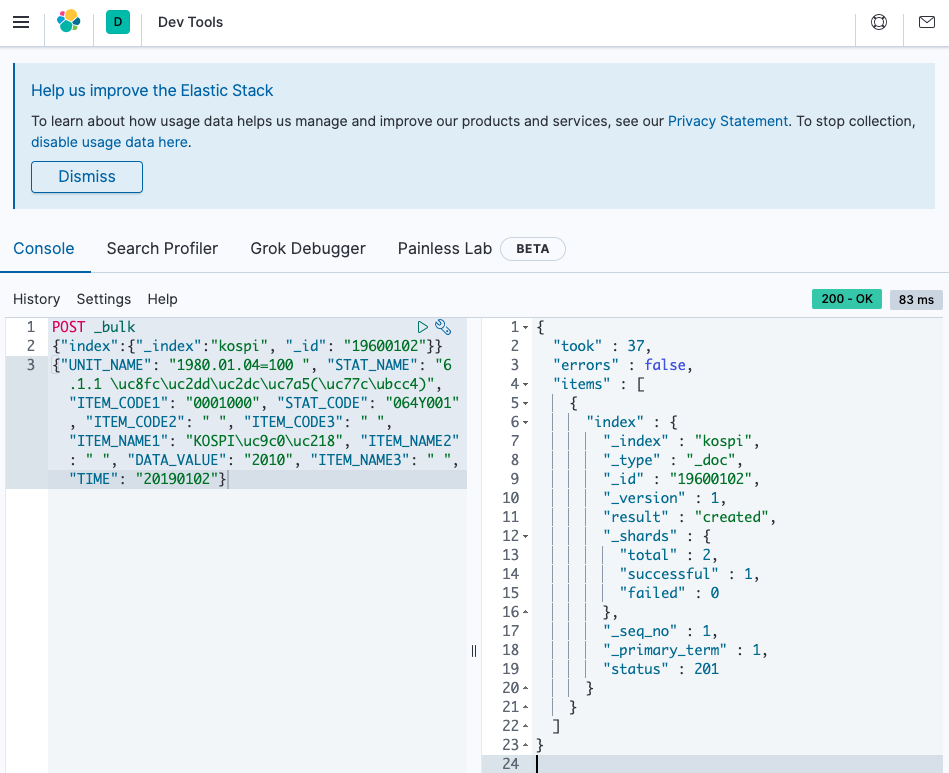 D Dev Tools
Help us improve the Elastic Stack
To learn about how usage data helps us manage and improve our products and services, see our Privacy Statement. To stop collection,
disable usage data here.
Dismiss
Console Search Profiler Grok Debugger Painless Lab BETA
History Settings Help 200 - OK 83 ms
1 POST _bulk
2 {"index":{"_index":"kospi", "_id": "19600102"}}
3 {"UNIT_NAME": "1980.01.04=100 ", "STAT_NAME": "6
.1.1 \uc8fc\uc2dd\uc2dc\uc7a5(\uc77c\ubcc4)",
"ITEM_CODE1": "0001000", "STAT_CODE": "064Y001"
, "ITEM_CODE2": " ", "ITEM_CODE3": " ",
"ITEM_NAME1": "KOSPI\uc9c0\uc218", "ITEM_NAME2"
: " ", "DATA_VALUE": "2010", "ITEM_NAME3": " ",
"TIME": "20190102"}
1 {
2 "took" : 37,
3 "errors" : false,
4 "items" : [
5 {
6 "index" : {
7 "_index" : "kospi",
8 "_type" : "_doc",
9 "_id" : "19600102",
10 "_version" : 1,
11 "result" : "created",
12 "_shards" : {
13 "total" : 2,
14 "successful" : 1,
15 "failed" : 0
16 },
17 "_seq_no" : 1,
18 "_primary_term" : 1,
19 "status" : 201
20 }
21 }
22 ]
23 }
24